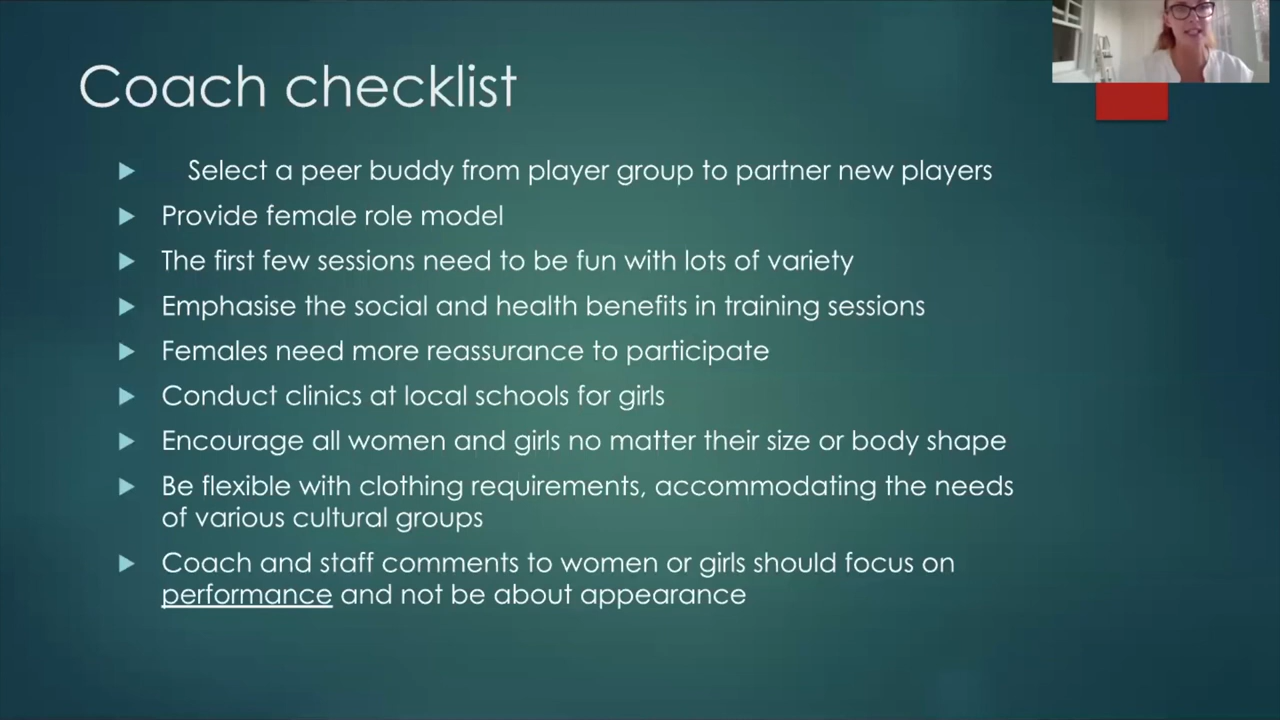 Coach checklist
Select a peer buddy from player group to partner new players
Provide female role model
The first few sessions need to be fun with lots of variety
Emphasise the social and health benefits in training sessions
Females need more reassurance to participate
Conduct clinics at local schools for girls
Encourage all women and girls no matter their size or body shape
Be flexible with clothing requirements, accommodating the needs
of various cultural groups
Coach and staff comments to women or girls should focus on
performance and not be about appearance